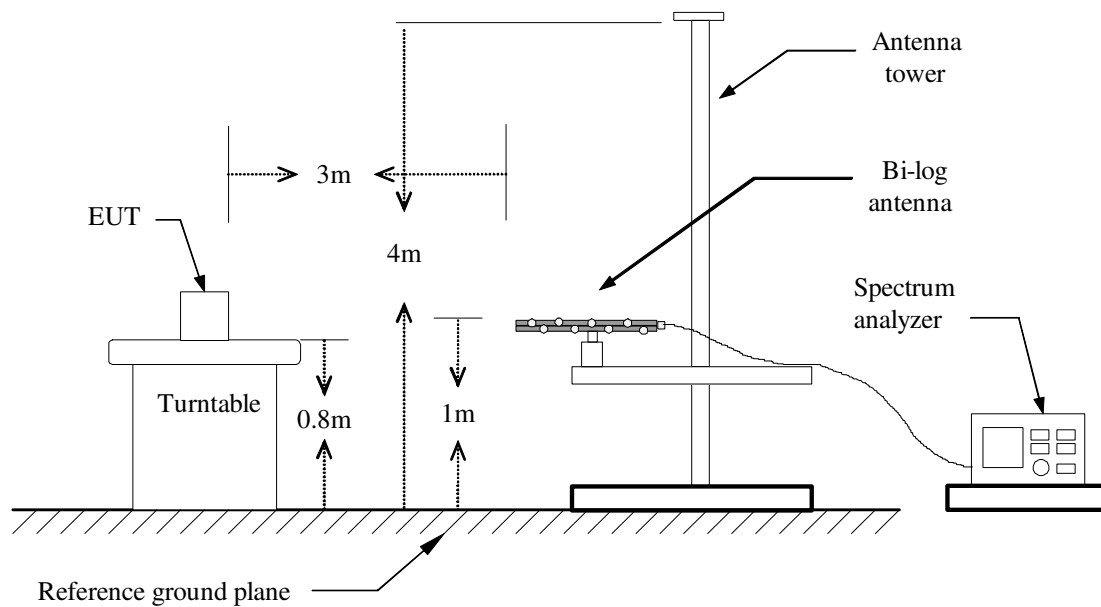 Antenna
tower
3m
Bi-log
antenna
EUT
4m
Spectrum
analyzer
Turntable
0.8m
1m
Reference ground plane